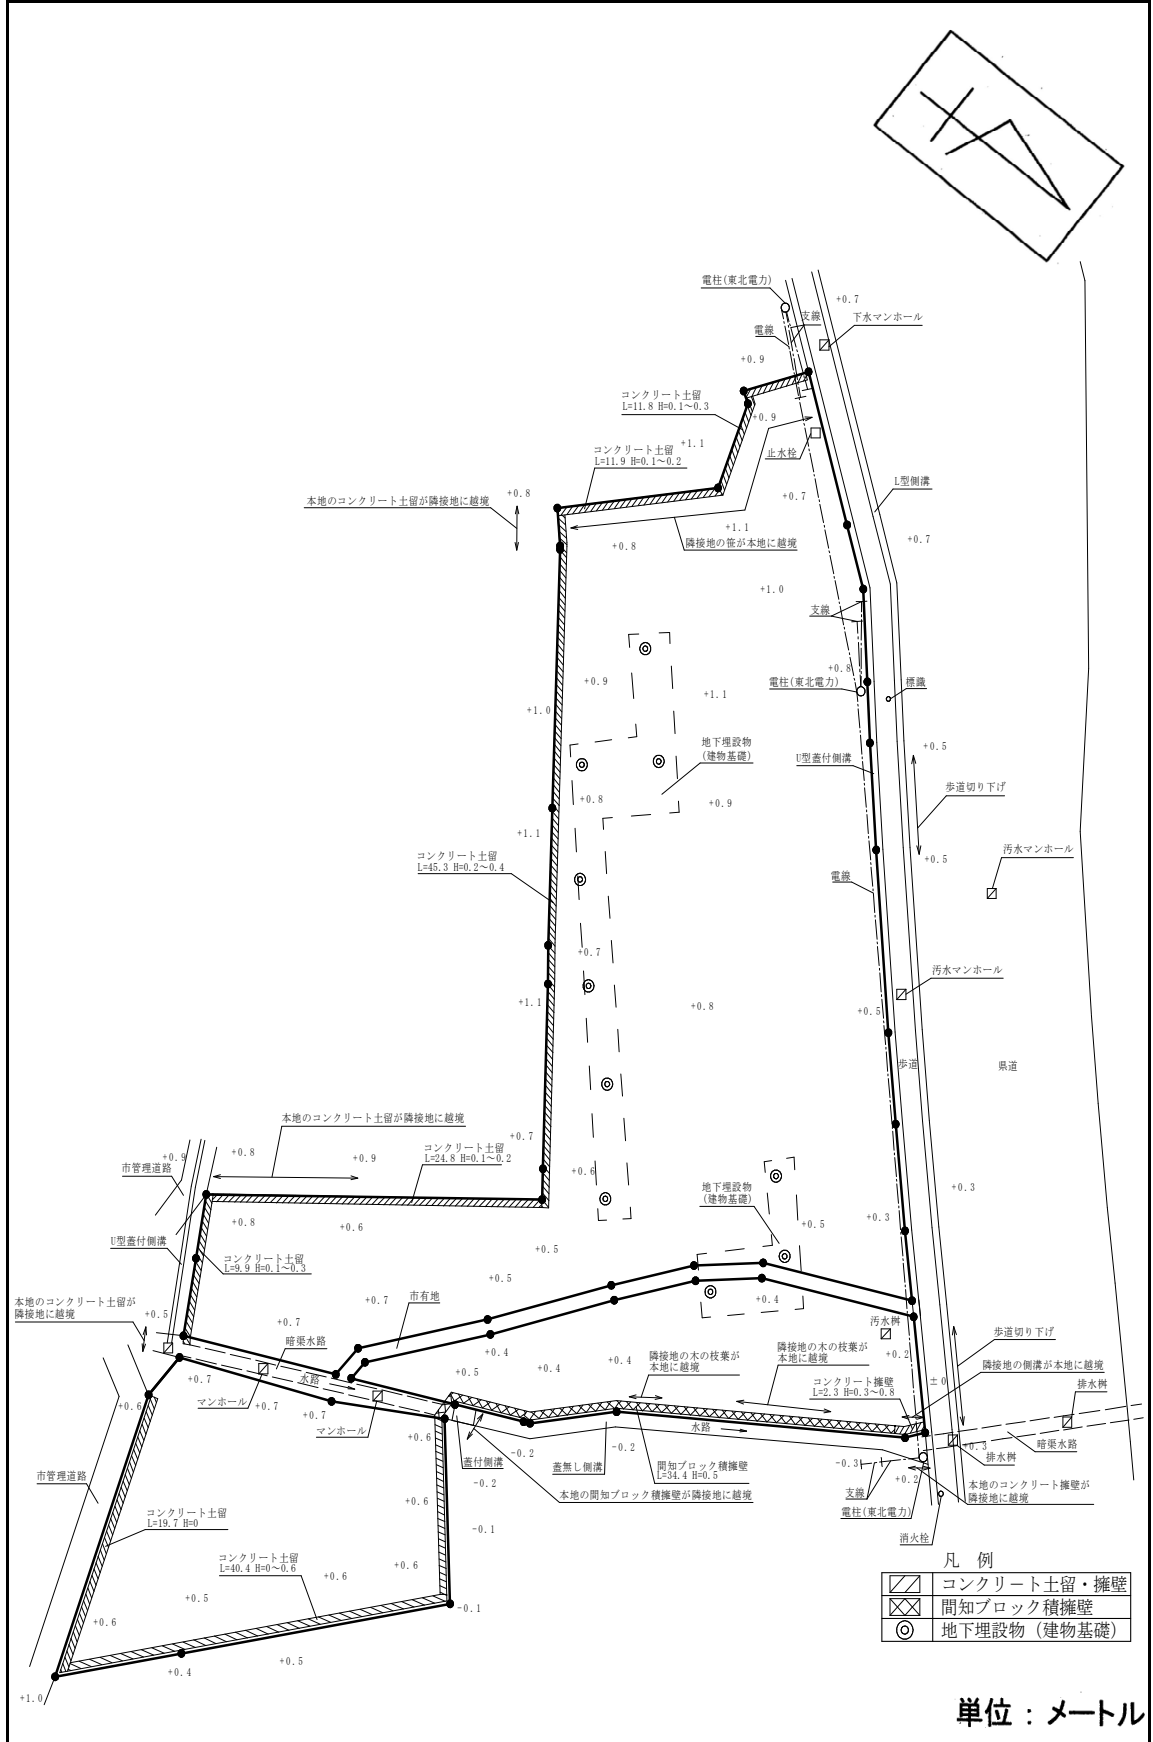 電柱(東北電力)
+0.7
支線
下水マンホール
電線
+0.9
コンクリート土留
L=11.8 H=0.1～0.3
+0.9
コンクリート土留
L=11.9 H=0.1～0.2
+1.1
止水栓
L型側溝
本地のコンクリート土留が隣接地に越境
+0.8
+0.7
+1.1
+0.7
+0.8
隣接地の笹が本地に越境
+1.0
支線
+0.8
+0.9
電柱(東北電力)
標識
+1.1
+1.0
地下埋設物
(建物基礎)
+0.5
U型蓋付側溝
歩道切り下げ
+0.8
+0.9
+1.1
汚水マンホール
コンクリート土留
L=45.3 H=0.2～0.4
+0.5
電線
+0.7
汚水マンホール
+1.1
+0.8
+0.5
歩道
県道
本地のコンクリート土留が隣接地に越境
+0.7
+0.9
+0.8
コンクリート土留
L=24.8 H=0.1～0.2
+0.9
市管理道路
+0.6
地下埋設物
(建物基礎)
+0.3
+0.8
+0.6
+0.5
+0.3
U型蓋付側溝
+0.5
コンクリート土留
L=9.9 H=0.1～0.3
+0.5
市有地
+0.7
+0.4
本地のコンクリート土留が
隣接地に越境
+0.5
+0.7
汚水桝
暗渠水路
歩道切り下げ
+0.4
隣接地の木の枝葉が
本地に越境
隣接地の木の枝葉が
本地に越境
+0.2
+0.4
+0.4
隣接地の側溝が本地に越境
+0.7
水路
+0.5
コンクリート擁壁
L=2.3 H=0.3～0.8
±0
排水桝
マンホール
+0.6
+0.7
+0.7
マンホール
+0.6
水路
-0.2
-0.2
+0.3
暗渠水路
蓋付側溝
蓋無し側溝
間知ブロック積擁壁
L=34.4 H=0.5
-0.3
排水桝
市管理道路
-0.2
+0.2
本地のコンクリート擁壁が
隣接地に越境
本地の間知ブロック積擁壁が隣接地に越境
支線
+0.6
電柱(東北電力)
コンクリート土留
L=19.7 H=0
-0.1
消火栓
コンクリート土留
L=40.4 H=0～0.6
+0.6
+0.6
+0.5
-0.1
+0.6
+0.5
+0.4
+1.0
凡 例
コンクリート土留・擁壁
間知ブロック積擁壁
地下埋設物（建物基礎）
単位：メートル